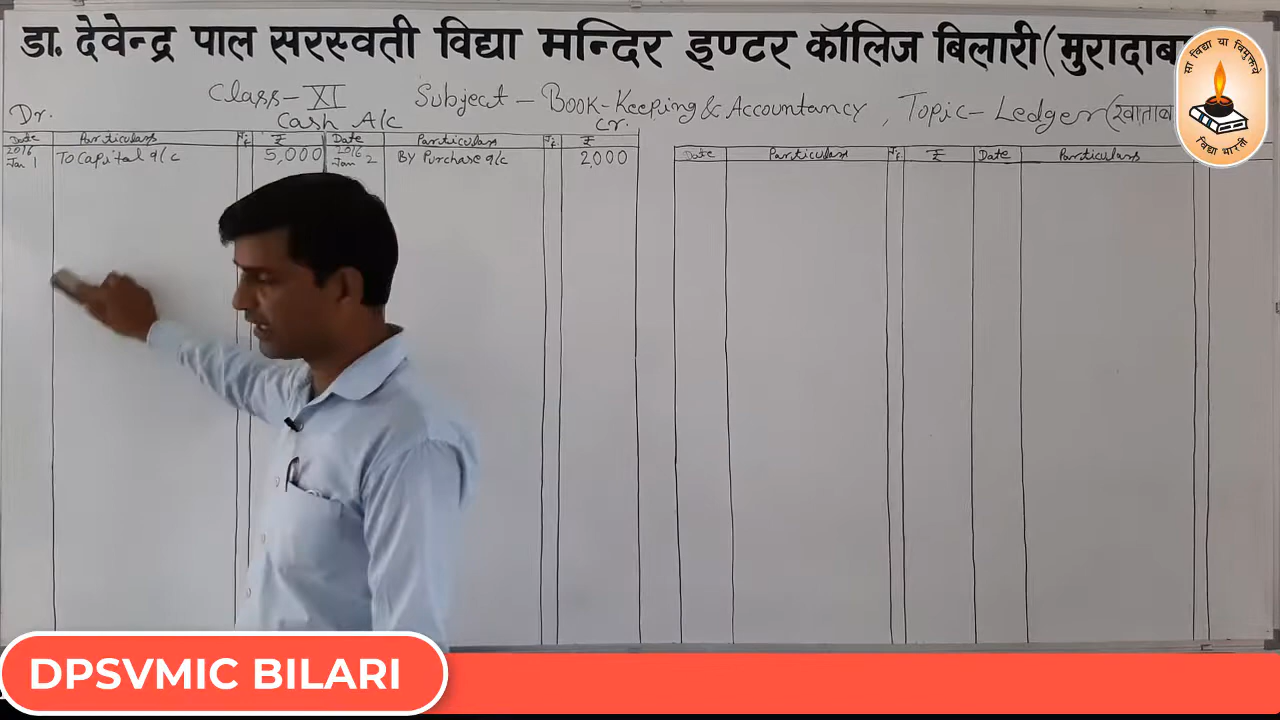 डा. देवेन्द्र पाल सरस्वती विद्या मन्दिर इण्टर कॉलिज बिलारी (मुरादाबा
Class-XI Subject - Book-Keeping & Accountancy, Topic- Ledger (खाताब
Dr. Cash A/c Cr.
Date Particulars J.F. ₹ Date Particulars J.F. ₹
2016 Jan 1 To Capital a/c 5,000 2016 Jan 2 By Purchase a/c 2000
Date Particulars J.F. ₹ Date Particulars
सा विद्या या विमुक्तये
विद्या भारती
DPSVMIC BILARI